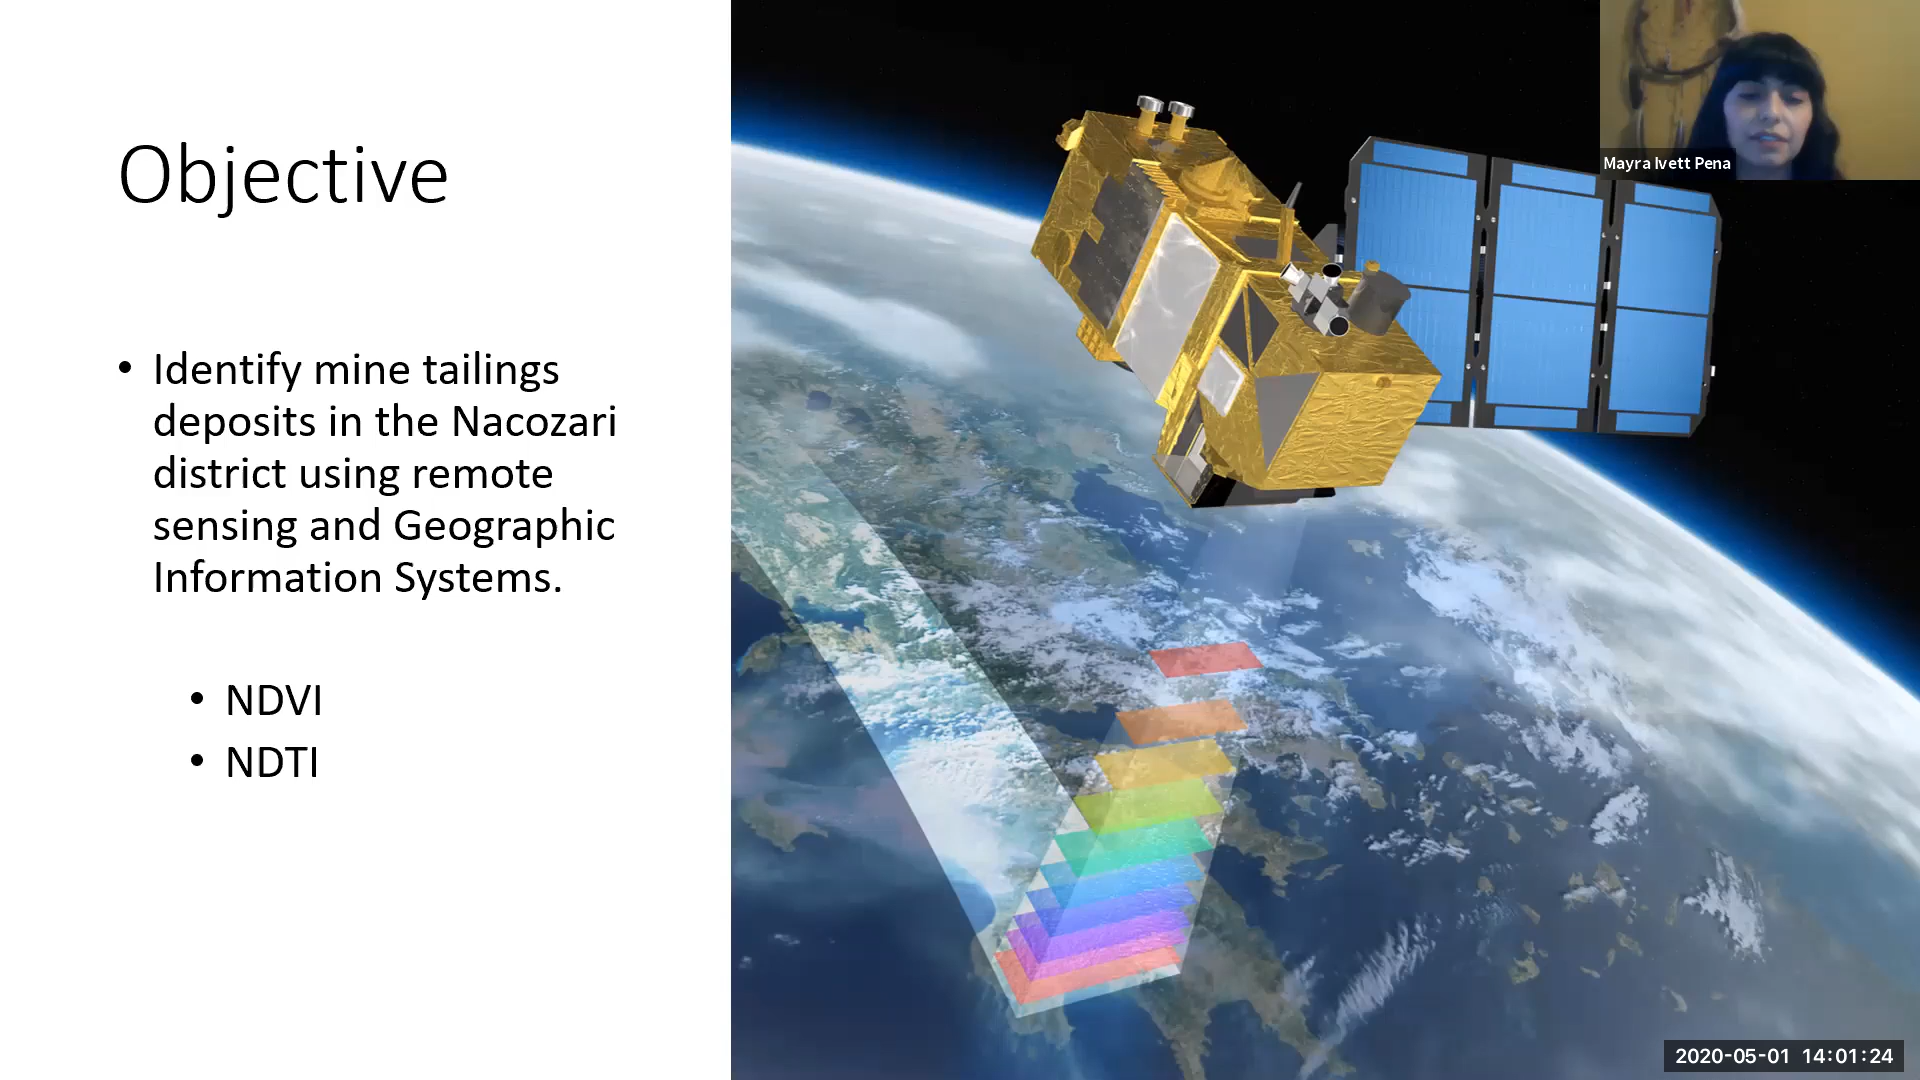 Objective
• Identify mine tailings
deposits in the Nacozari
district using remote
sensing and Geographic
Information Systems.
• NDVI
• NDTI
Mayra Ivett Pena
2020-05-01 14:01:24